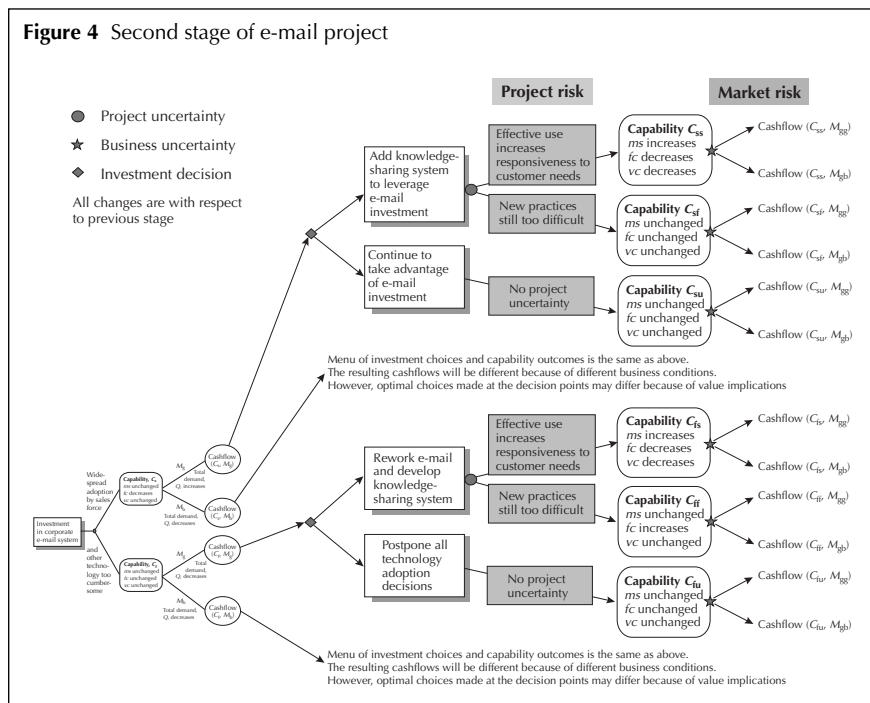 Figure 4 Second stage of e-mail project
Project risk
Market risk
Project uncertainty
Business uncertainty
Investment decision
All changes are with respect
to previous stage
Add knowledge-
sharing system
to leverage
e-mail
investment
Effective use
increases
responsiveness to
customer needs
New practices
still too difficult
Capability Css
ms increases
fc decreases
vc decreases
Cashflow (Css, Mgg)
Cashflow (Css, Mgb)
Capability Csf
ms unchanged
fc unchanged
vc unchanged
Cashflow (Csf, Mgg)
Cashflow (Csf, Mgb)
Continue to
take advantage
of e-mail
investment
No project
uncertainty
Capability Csu
ms unchanged
fc unchanged
vc unchanged
Cashflow (Csu, Mgg)
Cashflow (Csu, Mgb)
Menu of investment choices and capability outcomes is the same as above.
The resulting cashflows will be different because of different business conditions.
However, optimal choices made at the decision points may differ because of value implications
Investment
in corporate
e-mail system
Wide-
spread
adoption
by sales
force
and
other
techno-
logy too
cumber-
some
Capability, Cs
ms unchanged
fc decreases
vc unchanged
Mg
Total
demand,
Q, increases
Cashflow
(Cs, Mg)
Mb
Total demand,
Q, decreases
Cashflow
(Cs, Mb)
ms unchanged
fc unchanged
vc unchanged
Mg
Total
demand,
Q, decreases
Cashflow
(Cf, Mg)
Mb
Total demand,
Q, decreases
Cashflow
(Cf, Mb)
Rework e-mail
and develop
knowledge-
sharing system
Effective use
increases
responsiveness to
customer needs
New practices
still too difficult
Capability Cfs
ms increases
fc decreases
vc decreases
Cashflow (Cfs, Mgg)
Cashflow (Cfs, Mgb)
Capability Cff
ms unchanged
fc increases
vc unchanged
Cashflow (Cff, Mgg)
Cashflow (Cff, Mgb)
Postpone all
technology
adoption
decisions
No project
uncertainty
Capability Cfu
ms unchanged
fc unchanged
vc unchanged
Cashflow (Cfu, Mgg)
Cashflow (Cfu, Mgb)
Menu of investment choices and capability outcomes is the same as above.
The resulting cashflows will be different because of different business conditions.
However, optimal choices made at the decision points may differ because of value implications